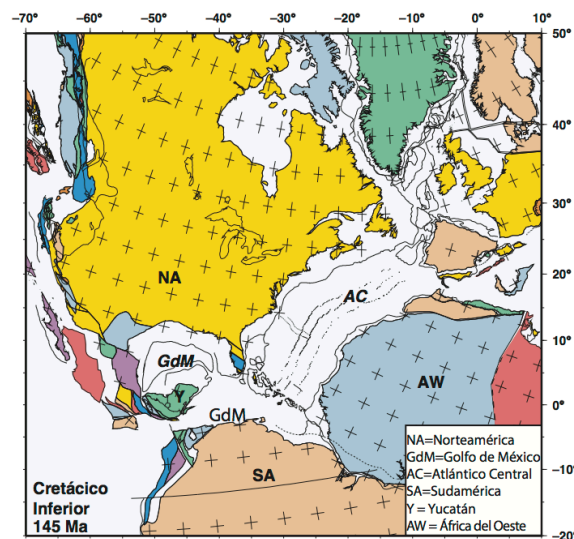 -70° -60° -50° -40° -30° -20° -10° 0° 10°
50°
40°
30°
20°
10°
0°
−10°
−20°
NA
AC
GdM
Y
GdM
AW
SA
Cretácico
Inferior
145 Ma
NA=Norteamérica
GdM=Golfo de México
AC=Atlántico Central
SA=Sudamérica
Y = Yucatán
AW = África del Oeste